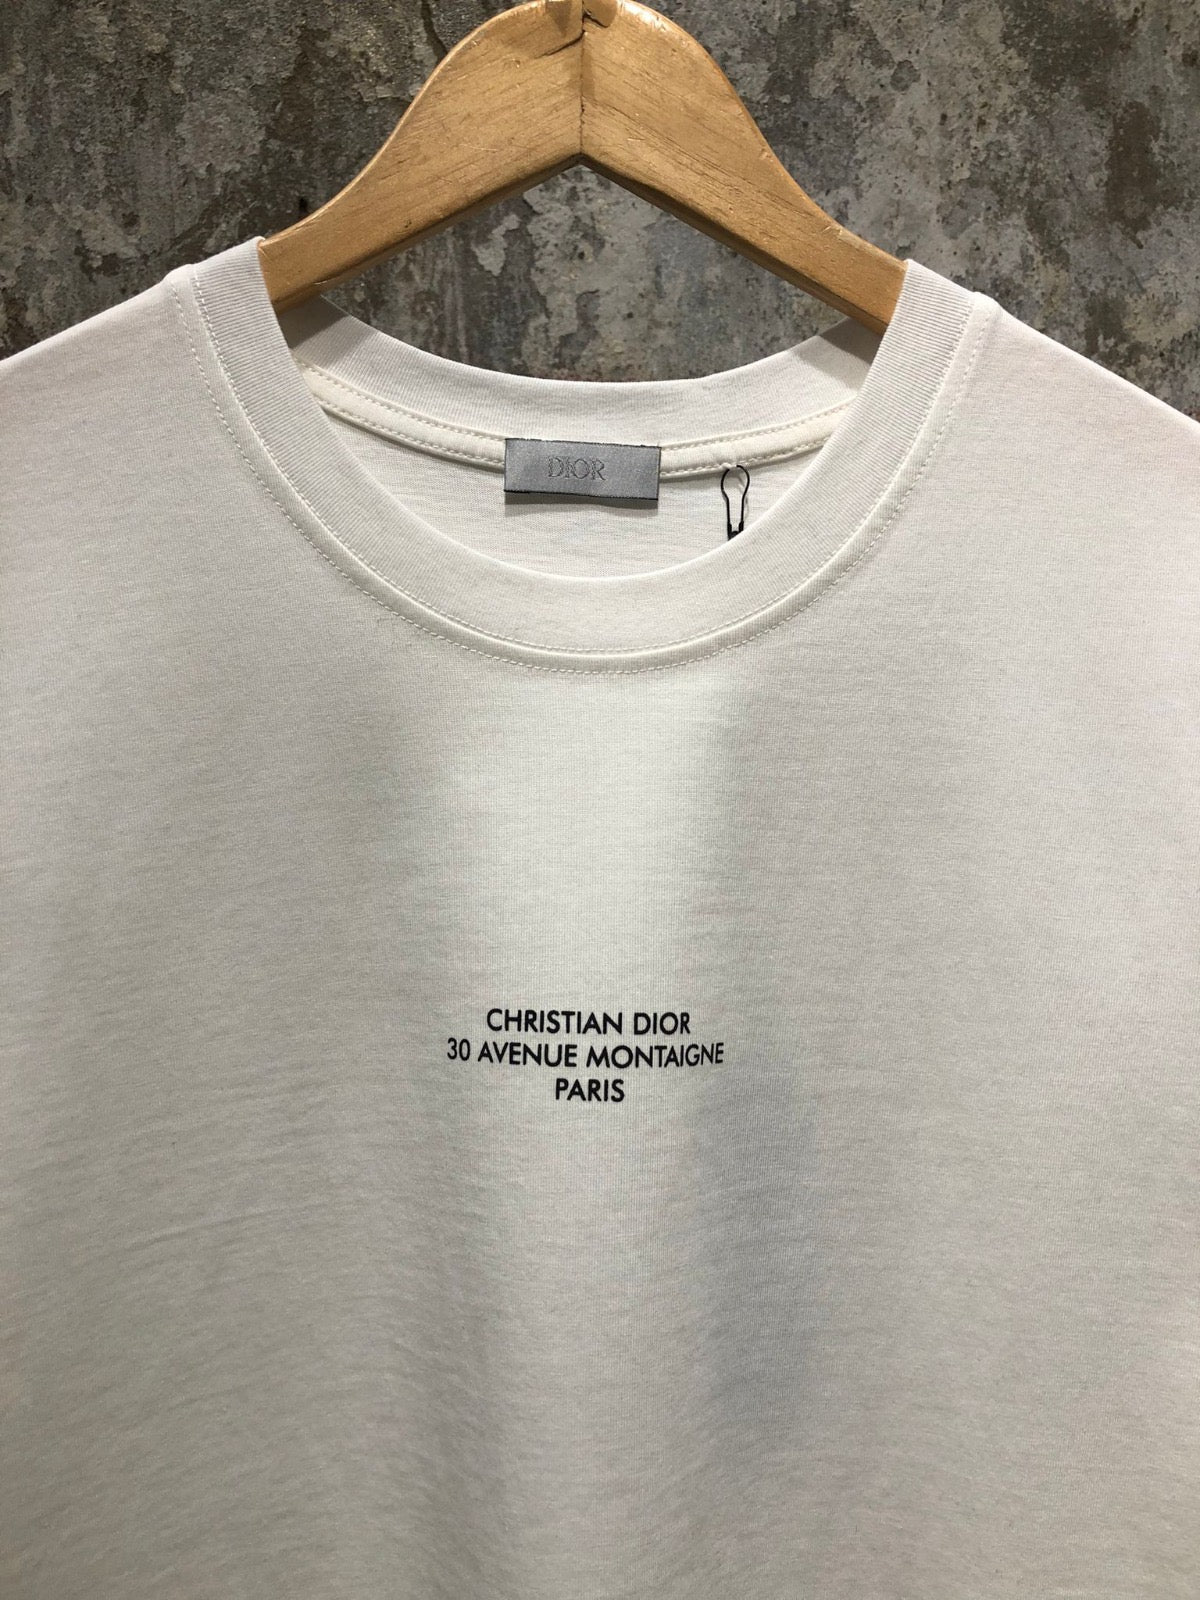 DIOR
CHRISTIAN DIOR
30 AVENUE MONTAIGNE
PARIS